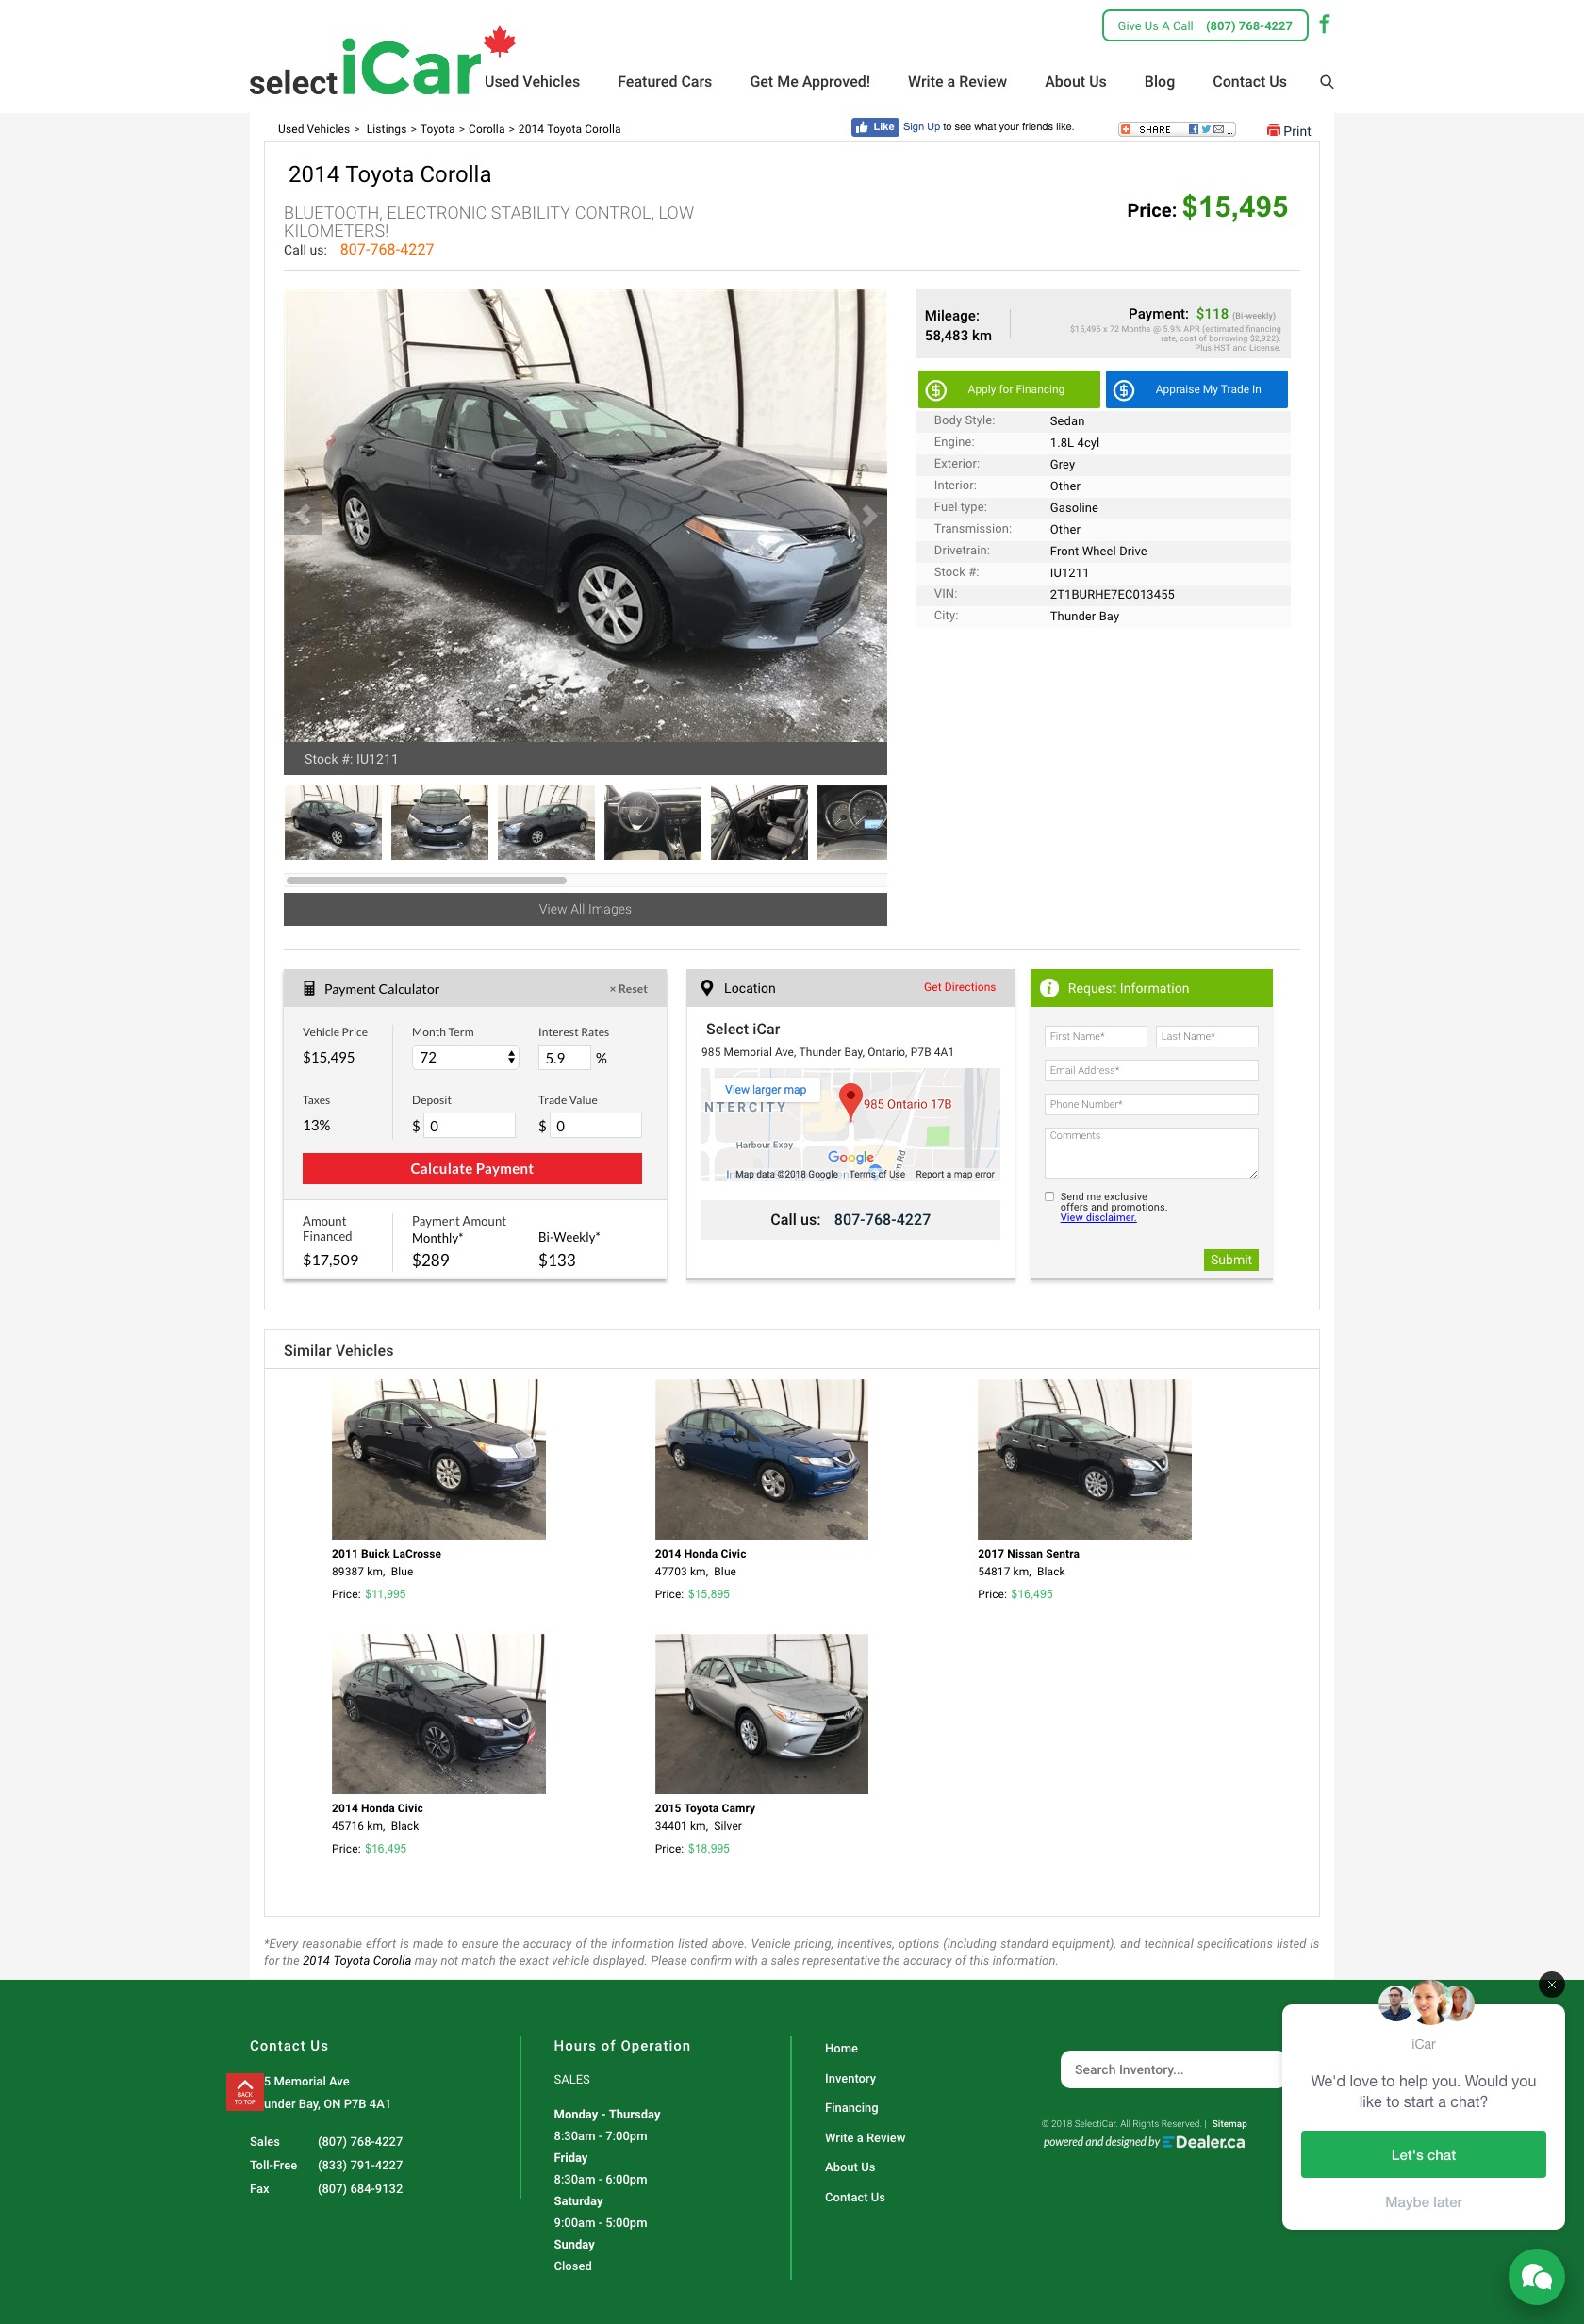 Give Us A Call (807) 768-4227
select iCar
Used Vehicles Featured Cars Get Me Approved! Write a Review About Us Blog Contact Us
Used Vehicles > Listings > Toyota > Corolla > 2014 Toyota Corolla
Like Sign Up to see what your friends like.
SHARE
Print
2014 Toyota Corolla
BLUETOOTH, ELECTRONIC STABILITY CONTROL, LOW
KILOMETERS!
Price: $15,495
Call us: 807-768-4227
Mileage:
58,483 km
Payment: $118 (Bi-weekly)
$15,495 x 72 Months @ 5.9% APR (estimated financing
rate, cost of borrowing $2,922).
Plus HST and License.
Apply for Financing
Appraise My Trade In
Body Style: Sedan
Engine: 1.8L 4cyl
Exterior: Grey
Interior: Other
Fuel type: Gasoline
Transmission: Other
Drivetrain: Front Wheel Drive
Stock #: IU1211
VIN: 2T1BURHE7EC013455
City: Thunder Bay
Stock #: IU1211
View All Images
Payment Calculator
× Reset
Vehicle Price Month Term Interest Rates
$15,495 72 5.9 %
Taxes Deposit Trade Value
13% $ 0 $ 0
Calculate Payment
Amount
Financed
$17,509
Payment Amount
Monthly*
$289
Bi-Weekly*
$133
Location
Get Directions
Select iCar
985 Memorial Ave, Thunder Bay, Ontario, P7B 4A1
View larger map
NTERCITY
985 Ontario 17B
Harbour Expy
Google
n Rd
Map data ©2018 Google Terms of Use Report a map error
Call us: 807-768-4227
Request Information
First Name* Last Name*
Email Address*
Phone Number*
Comments
Send me exclusive
offers and promotions.
View disclaimer.
Submit
Similar Vehicles
2011 Buick LaCrosse
89387 km, Blue
Price: $11,995
2014 Honda Civic
47703 km, Blue
Price: $15,895
2017 Nissan Sentra
54817 km, Black
Price: $16,495
2014 Honda Civic
45716 km, Black
Price: $16,495
2015 Toyota Camry
34401 km, Silver
Price: $18,995
*Every reasonable effort is made to ensure the accuracy of the information listed above. Vehicle pricing, incentives, options (including standard equipment), and technical specifications listed is
for the 2014 Toyota Corolla may not match the exact vehicle displayed. Please confirm with a sales representative the accuracy of this information.
Contact Us
5 Memorial Ave
under Bay, ON P7B 4A1
BACK
TO TOP
Sales (807) 768-4227
Toll-Free (833) 791-4227
Fax (807) 684-9132
Hours of Operation
SALES
Monday - Thursday
8:30am - 7:00pm
Friday
8:30am - 6:00pm
Saturday
9:00am - 5:00pm
Sunday
Closed
Home
Inventory
Financing
Write a Review
About Us
Contact Us
Search Inventory...
© 2018 SelectiCar. All Rights Reserved. | Sitemap
powered and designed by Dealer.ca
iCar
We'd love to help you. Would you
like to start a chat?
Let's chat
Maybe later